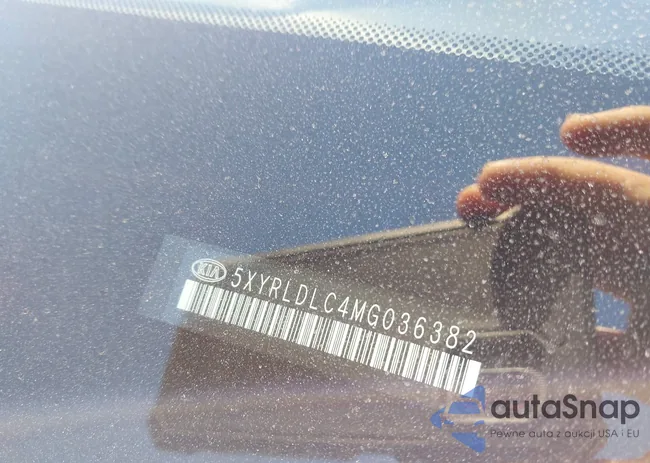 KIA 5XYRLDLC4MG036382
autaSnap
Pewne auta z aukcji USA i EU